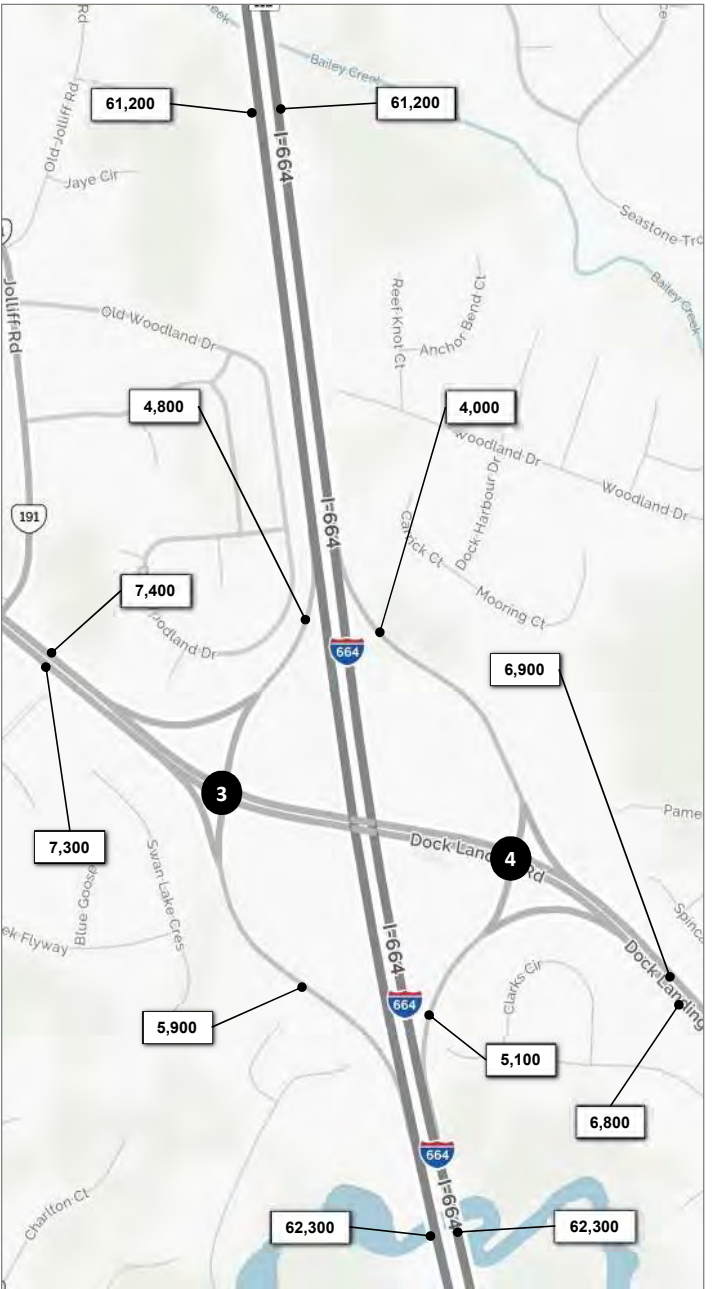 Bailey Creek
61,200
61,200
I-664
Old Jolliff Rd
Jaye Cir
Seastone
Bailey Creek
Jolliff Rd
Old Woodland Dr
Reef Knot Ct
Anchor Bend Ct
4,800
4,000
Woodland Dr
Woodland Dr
191
I-664
Dock Harbour Dr
Carrick Ct
Mooring Ct
7,400
664
6,900
3
7,300
Dock
4
Rd
Swan Lake Cres
Blue Goose
Flyway
I-664
664
Clarks Cir
Dock Landing
5,900
5,100
6,800
664
I-664
Charlton Ct
62,300
62,300